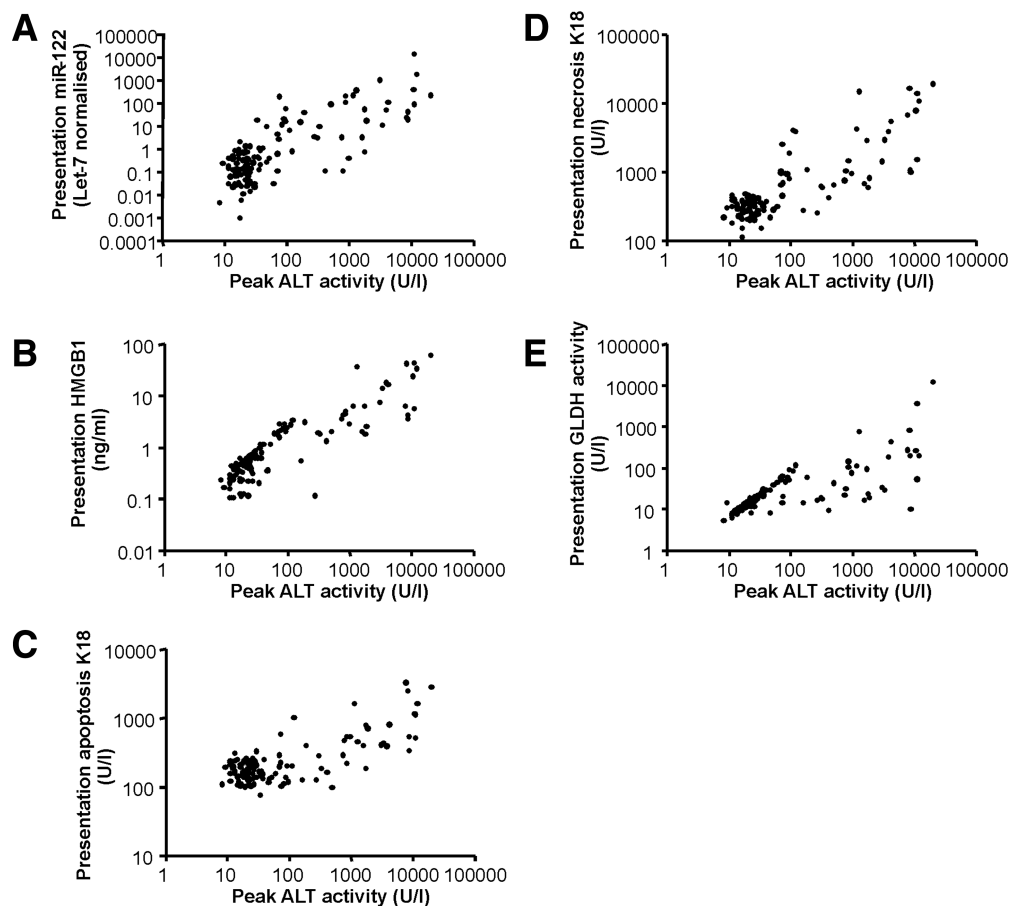 A
Presentation miR-122
(Let-7 normalised)
100000
10000
1000
100
10
1
0.1
0.01
0.001
0.0001
1 10 100 1000 10000 100000
Peak ALT activity (U/l)
B
Presentation HMGB1
(ng/ml)
100
10
1
0.1
0.01
1 10 100 1000 10000 100000
Peak ALT activity (U/l)
C
Presentation apoptosis K18
(U/l)
10000
1000
100
10
1 10 100 1000 10000 100000
Peak ALT activity (U/l)
D
Presentation necrosis K18
(U/l)
100000
10000
1000
100
1 10 100 1000 10000 100000
Peak ALT activity (U/l)
E
Presentation GLDH activity
(U/l)
100000
10000
1000
100
10
1
1 10 100 1000 10000 100000
Peak ALT activity (U/l)